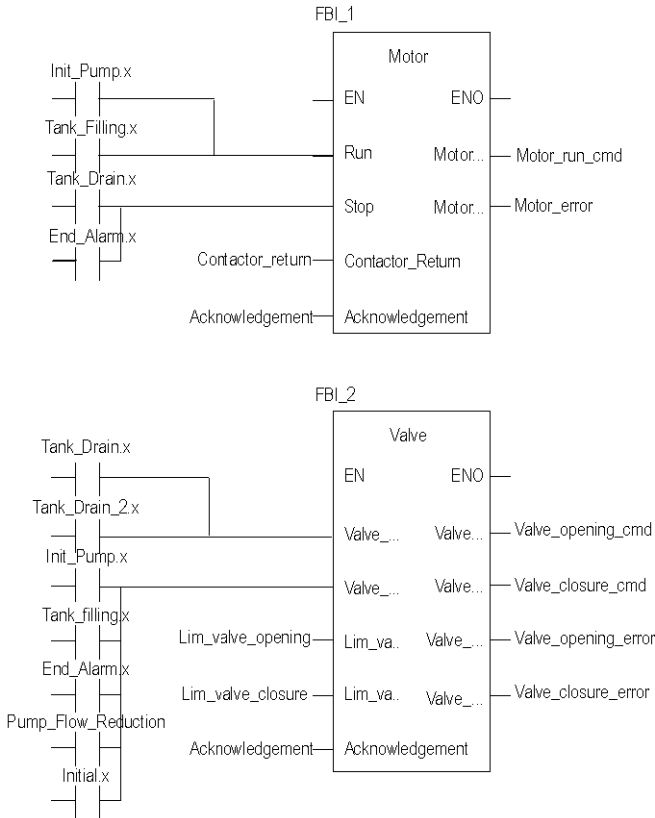 FBI_1
Motor
Init_Pump.x
EN ENO
Tank_Filling.x
Run Motor... Motor_run_cmd
Tank_Drain.x
Stop Motor... Motor_error
End_Alarm.x
Contactor_return Contactor_Return
Acknowledgement Acknowledgement
FBI_2
Valve
Tank_Drain.x
EN ENO
Tank_Drain_2.x
Valve_... Valve... Valve_opening_cmd
Init_Pump.x
Valve_... Valve... Valve_closure_cmd
Tank_filling.x
Lim_valve_opening Lim_va.. Valve_... Valve_opening_error
End_Alarm.x
Lim_valve_closure Lim_va.. Valve_... Valve_closure_error
Pump_Flow_Reduction
Acknowledgement Acknowledgement
Initial.x